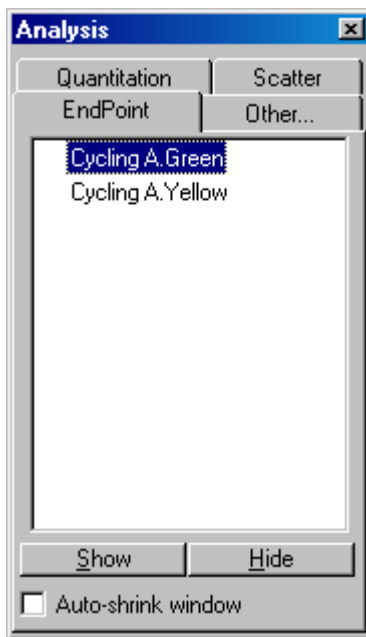 Analysis
Quantitation
Scatter
EndPoint
Other...
Cycling A.Green
Cycling A.Yellow
Show
Hide
Auto-shrink window